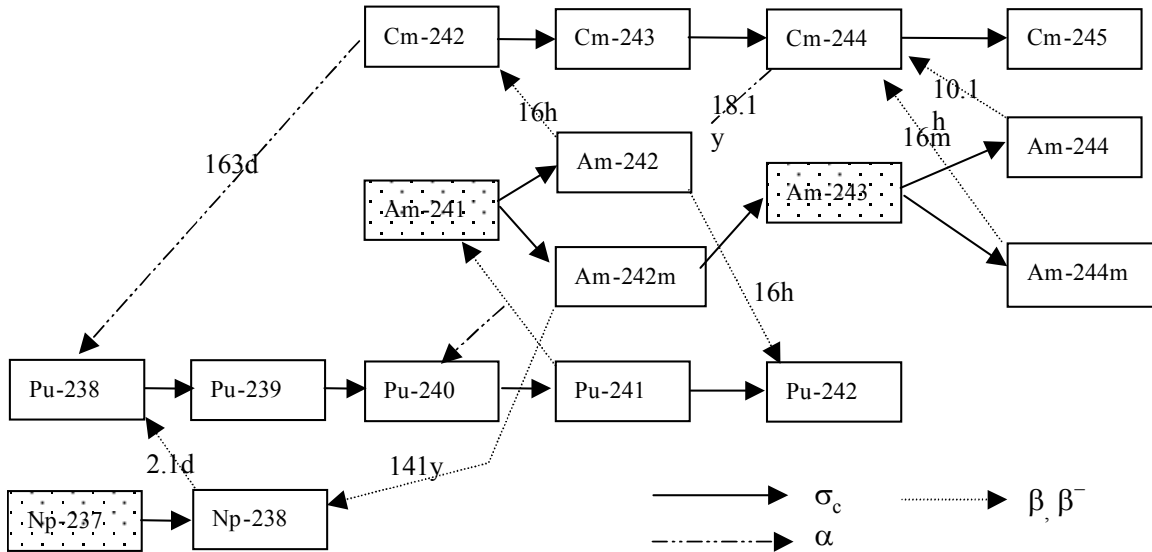 Cm-242
Cm-243
Cm-244
Cm-245
16h
18.1
y
10.1
h
16m
163d
Am-242
Am-244
Am-241
Am-243
Am-242m
Am-244m
16h
Pu-238
Pu-239
Pu-240
Pu-241
Pu-242
2.1d
141y
Np-237
Np-238
σc
β, β−
α